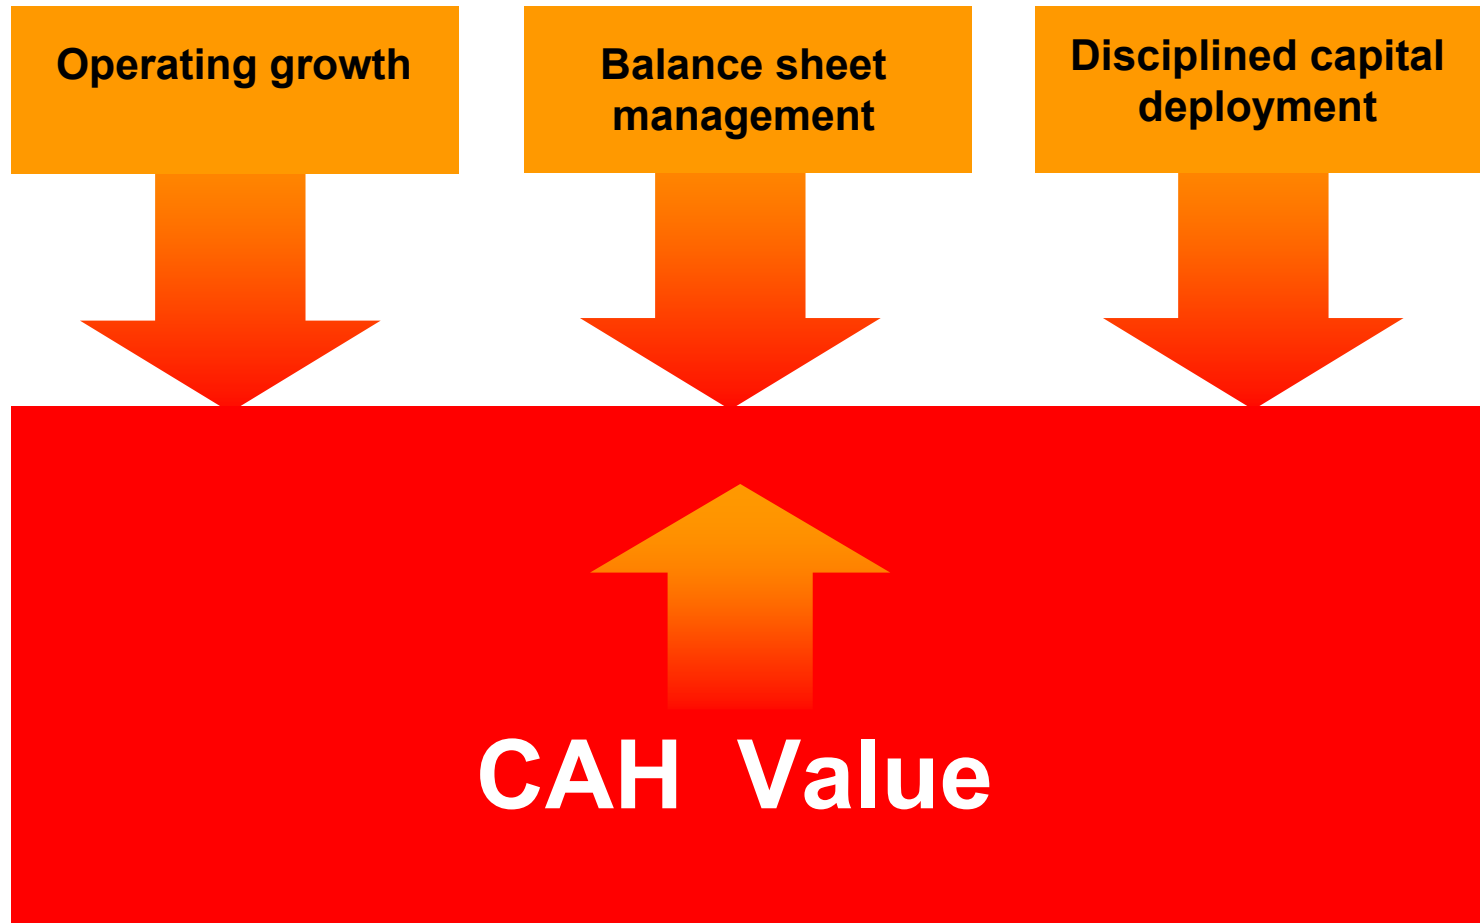 Operating growth
Balance sheet
management
Disciplined capital
deployment
CAH Value